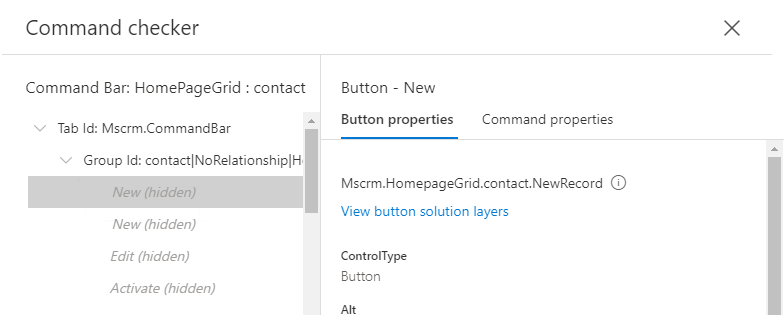 Command checker
Command Bar: HomePageGrid : contact
Tab Id: Mscrm.CommandBar
Group Id: contact|NoRelationship|H
New (hidden)
New (hidden)
Edit (hidden)
Activate (hidden)
Button - New
Button properties Command properties
Mscrm.HomepageGrid.contact.NewRecord
View button solution layers
ControlType
Button
Alt